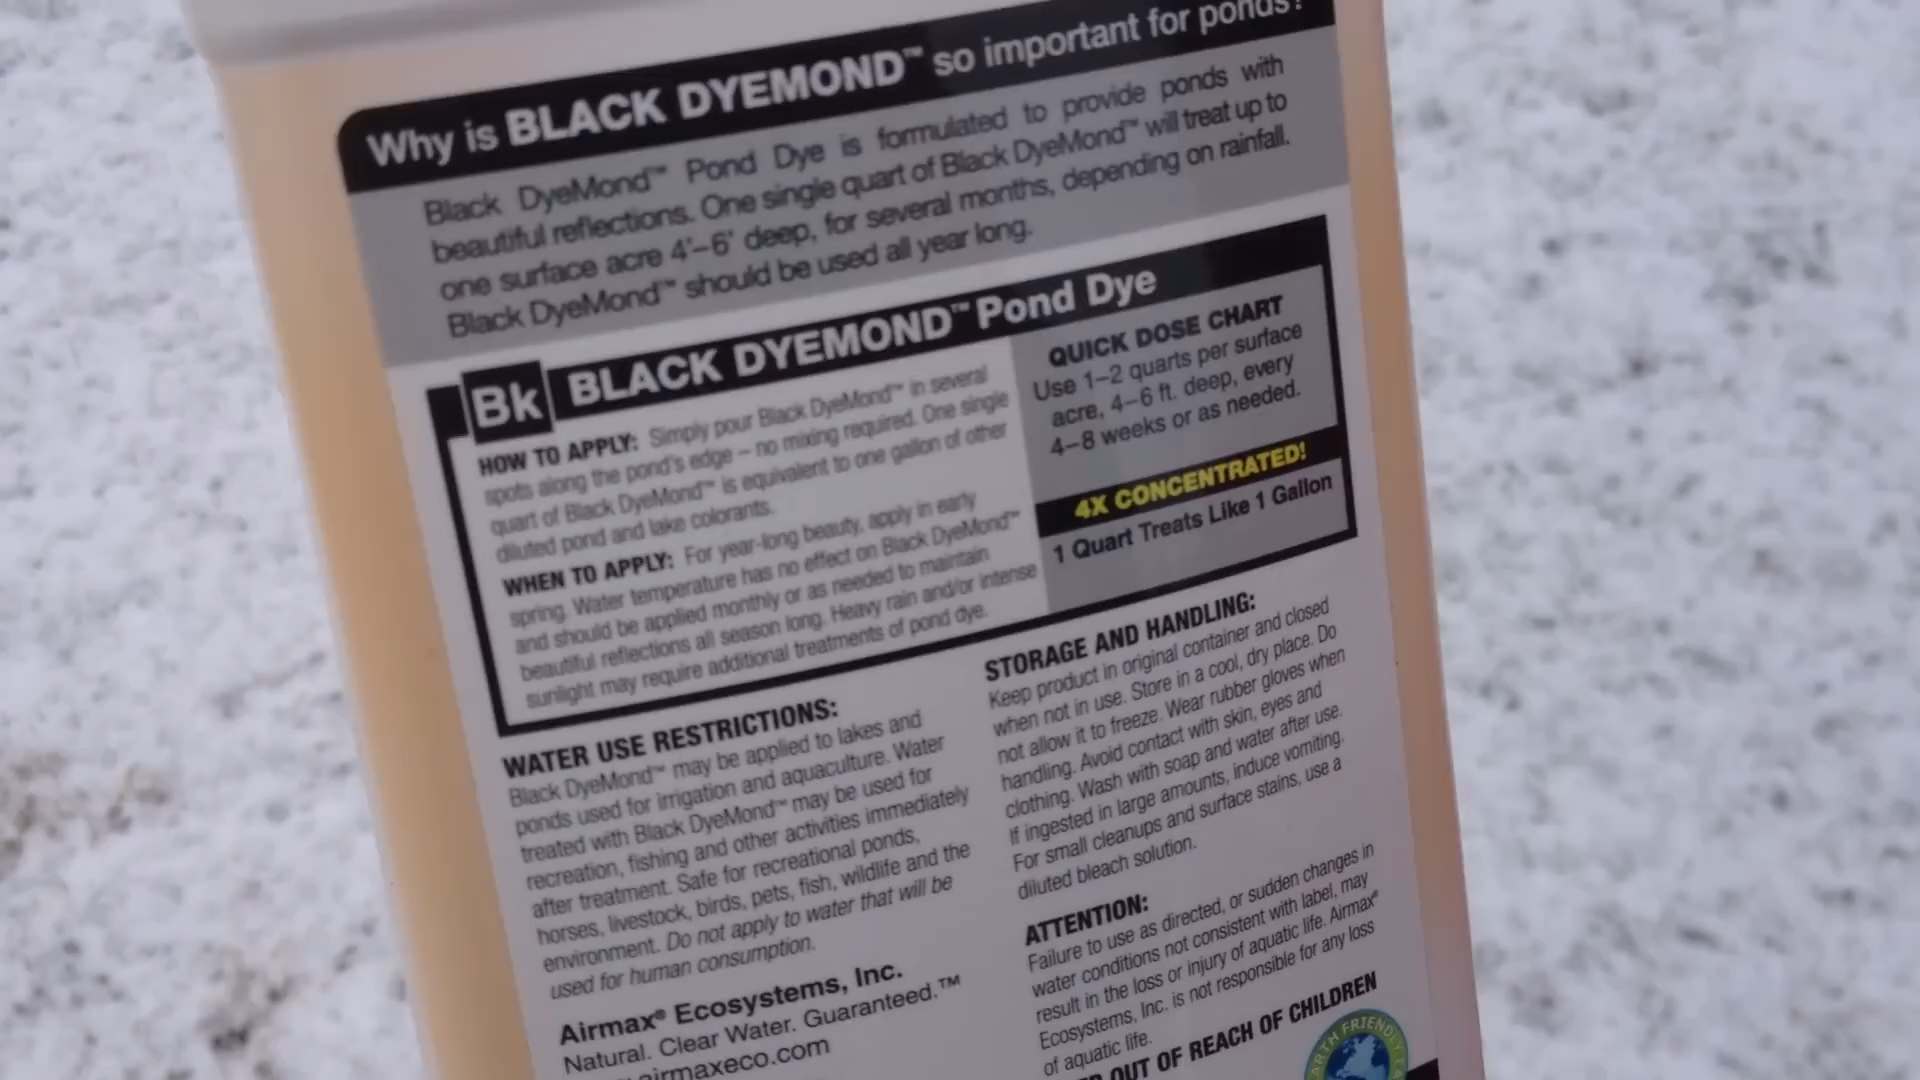 Why is BLACK DYEMOND™ so important for ponds?
Black DyeMond™ Pond Dye is formulated to provide ponds with
beautiful reflections. One single quart of Black DyeMond™ will treat up to
one surface acre 4'–6' deep, for several months, depending on rainfall.
Black DyeMond™ should be used all year long.
Bk BLACK DYEMOND™ Pond Dye
HOW TO APPLY: Simply pour Black DyeMond™ in several
spots along the pond's edge – no mixing required. One single
quart of Black DyeMond™ is equivalent to one gallon of other
diluted pond and lake colorants.
WHEN TO APPLY: For year-long beauty, apply in early
spring. Water temperature has no effect on Black DyeMond™
and should be applied monthly or as needed to maintain
beautiful reflections all season long. Heavy rain and/or intense
sunlight may require additional treatments of pond dye.
QUICK DOSE CHART
Use 1–2 quarts per surface
acre, 4–6 ft. deep, every
4–8 weeks or as needed.
4X CONCENTRATED!
1 Quart Treats Like 1 Gallon
WATER USE RESTRICTIONS:
Black DyeMond™ may be applied to lakes and
ponds used for irrigation and aquaculture. Water
treated with Black DyeMond™ may be used for
recreation, fishing and other activities immediately
after treatment. Safe for recreational ponds,
horses, livestock, birds, pets, fish, wildlife and the
environment. Do not apply to water that will be
used for human consumption.
Airmax® Ecosystems, Inc.
Natural. Clear Water. Guaranteed.™
airmaxeco.com
STORAGE AND HANDLING:
Keep product in original container and closed
when not in use. Store in a cool, dry place. Do
not allow it to freeze. Wear rubber gloves when
handling. Avoid contact with skin, eyes and
clothing. Wash with soap and water after use.
If ingested in large amounts, induce vomiting.
For small cleanups and surface stains, use a
diluted bleach solution.
ATTENTION:
Failure to use as directed, or sudden changes in
water conditions not consistent with label, may
result in the loss or injury of aquatic life. Airmax®
Ecosystems, Inc. is not responsible for any loss
of aquatic life.
OUT OF REACH OF CHILDREN
EARTH FRIENDLY